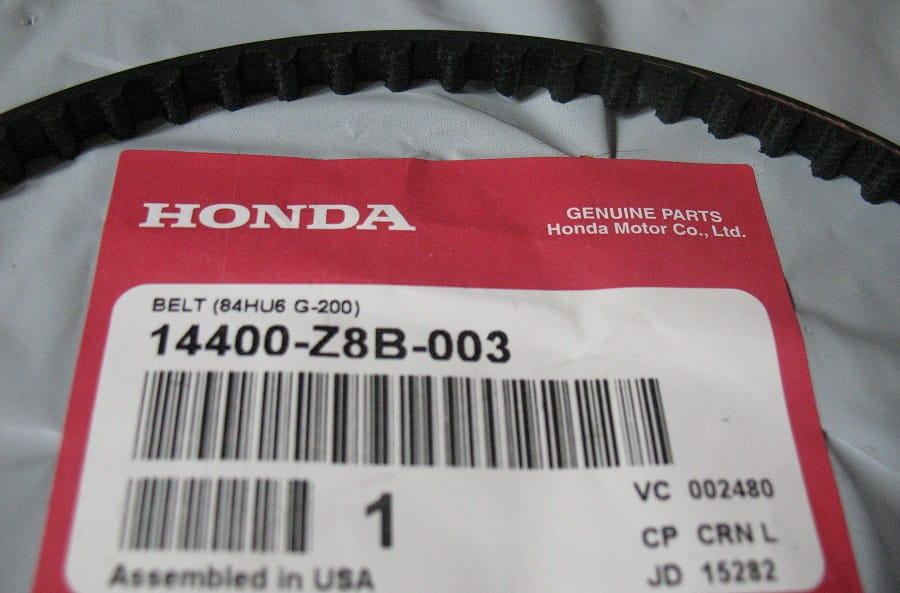 HONDA
GENUINE PARTS
Honda Motor Co., Ltd.
BELT (84HU6 G-200)
14400-Z8B-003
1
VC 002480
CP CRN L
JD 15282
Assembled in USA